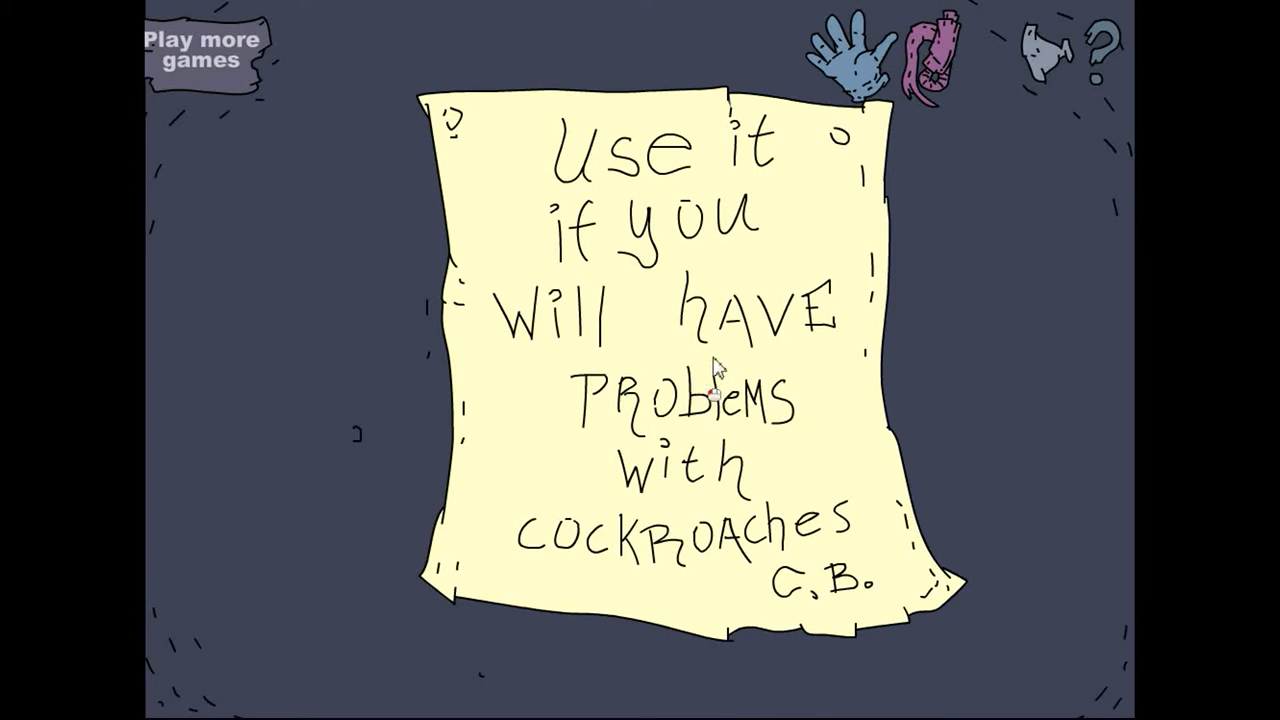 Play more
games
Use it
if you
will hAVE
PRObleMS
with
COCKROAChes
C.B.